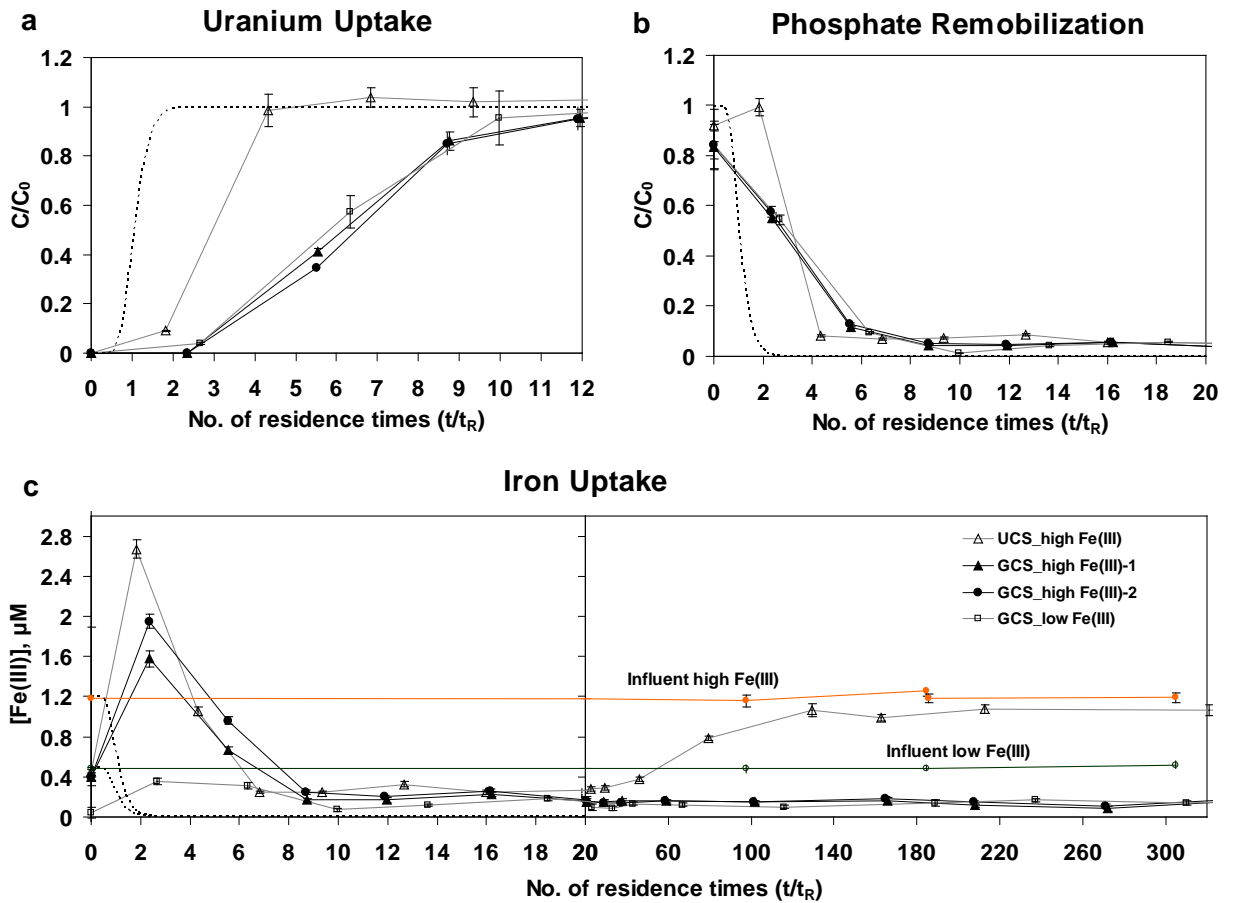 a
Uranium Uptake
1.2
1
0.8
0.6
0.4
0.2
0
C/C0
0 1 2 3 4 5 6 7 8 9 10 11 12
No. of residence times (t/tR)
b
Phosphate Remobilization
1.2
1
0.8
0.6
0.4
0.2
0
C/C0
0 2 4 6 8 10 12 14 16 18 20
No. of residence times (t/tR)
c
Iron Uptake
2.8
2.4
2
1.6
1.2
0.8
0.4
0
[Fe(III)], µM
UCS_high Fe(III)
GCS_high Fe(III)-1
GCS_high Fe(III)-2
GCS_low Fe(III)
Influent high Fe(III)
Influent low Fe(III)
0 2 4 6 8 10 12 14 16 18 20 20 60 100 140 180 220 260 300
No. of residence times (t/tR)